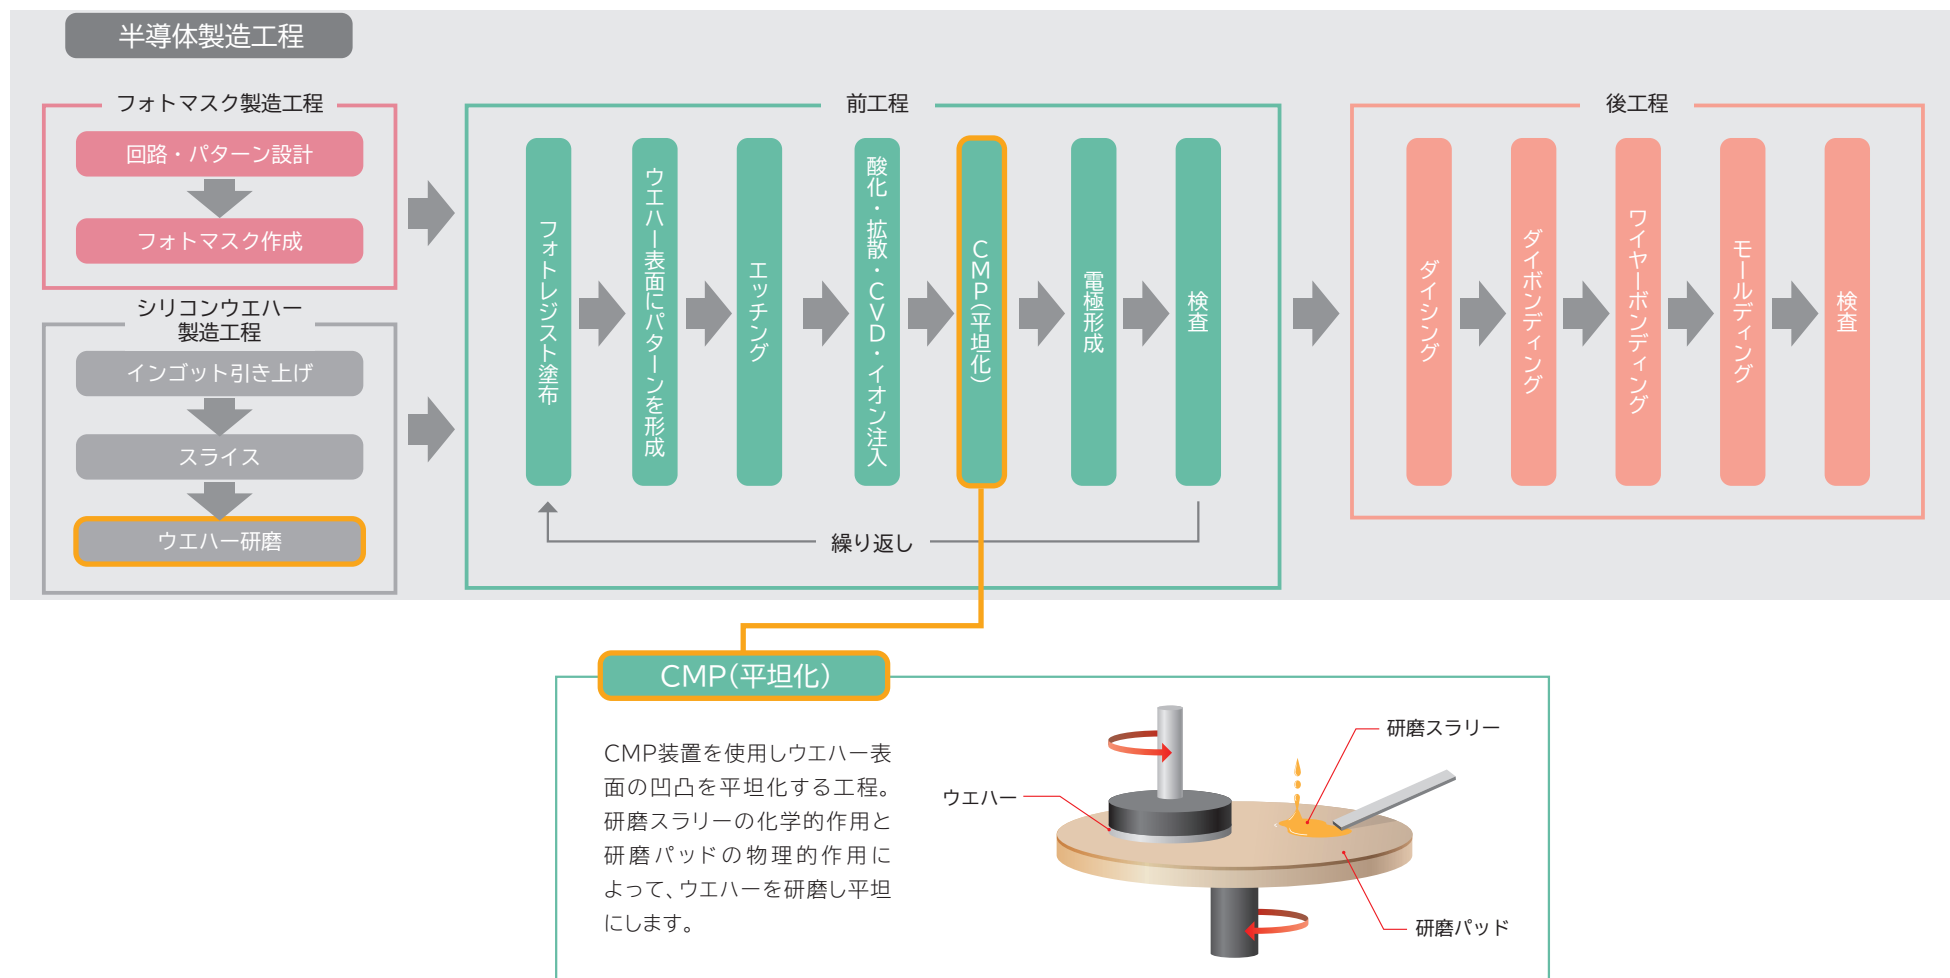 半導体製造工程
フォトマスク製造工程
回路・パターン設計
フォトマスク作成
シリコンウエハー
製造工程
インゴット引き上げ
スライス
ウエハー研磨
前工程
フォトレジスト塗布
ウエハー表面にパターンを形成
エッチング
酸化・拡散・CVD・イオン注入
CMP(平坦化)
電極形成
検査
繰り返し
後工程
ダイシング
ダイボンディング
ワイヤーボンディング
モールディング
検査
CMP(平坦化)
CMP装置を使用しウエハー表
面の凹凸を平坦化する工程。
研磨スラリーの化学的作用と
研磨パッドの物理的作用に
よって、ウエハーを研磨し平坦
にします。
ウエハー
研磨スラリー
研磨パッド